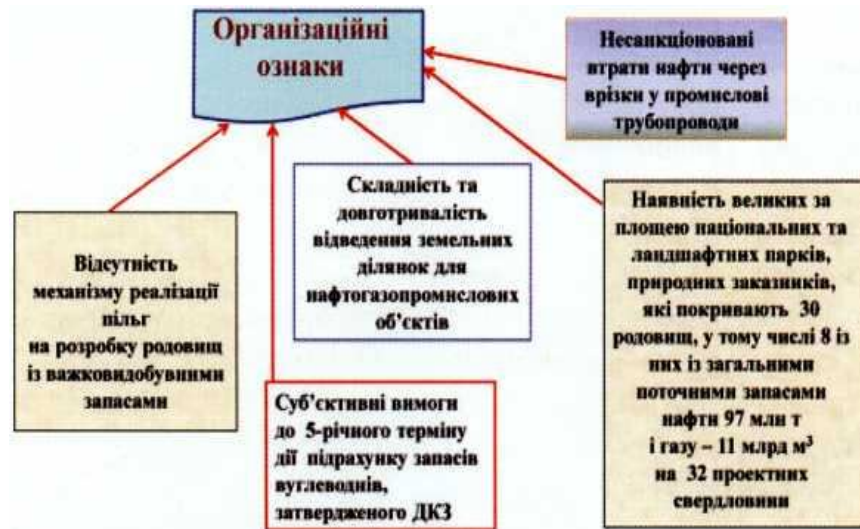 Організаційні
ознаки
Несанкціоновані
втрати нафти через
врізки у промислові
трубопроводи
Відсутність
механізму реалізації
пільг
на розробку родовищ
із важковидобувними
запасами
Складність та
довготривалість
відведення земельних
ділянок для
нафтогазопромислових
об’єктів
Суб’єктивні вимоги
до 5-річного терміну
дії підрахунку запасів
вуглеводнів,
затвердженого ДКЗ
Наявність великих за
площею національних та
ландшафтних парків,
природних заказників,
які покривають 30
родовищ, у тому числі 8 із
них із загальними
поточними запасами
нафти 97 млн т
і газу – 11 млрд м³
на 32 проектних
свердловини